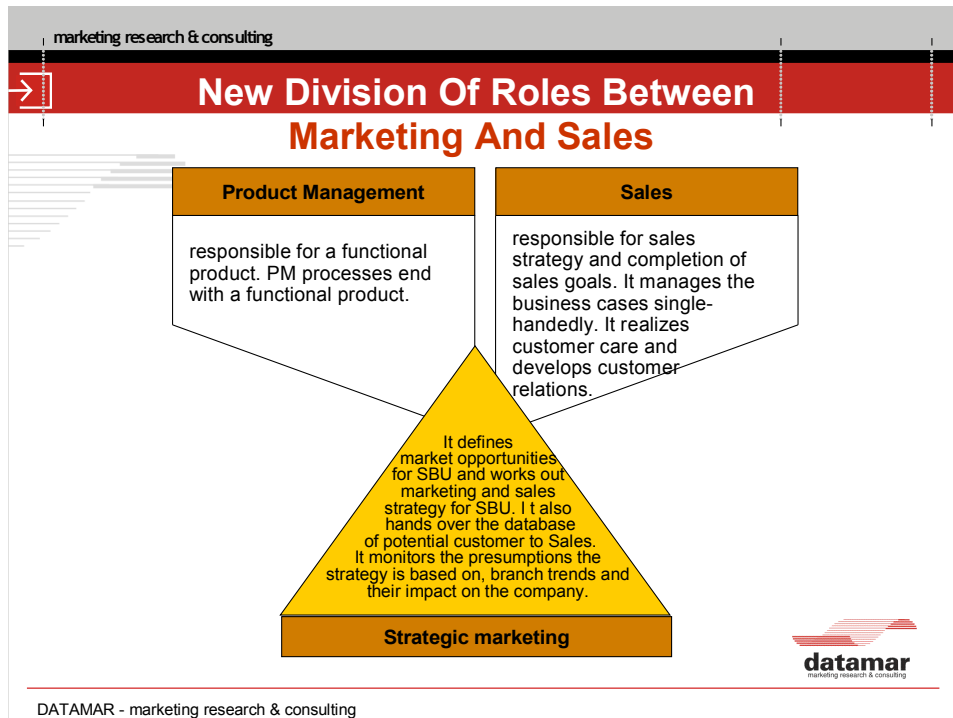 marketing research & consulting
New Division Of Roles Between
Marketing And Sales
Product Management
responsible for a functional
product. PM processes end
with a functional product.
Sales
responsible for sales
strategy and completion of
sales goals. It manages the
business cases single-
handedly. It realizes
customer care and
develops customer
relations.
It defines
market opportunities
for SBU and works out
marketing and sales
strategy for SBU. I t also
hands over the database
of potential customer to Sales.
It monitors the presumptions the
strategy is based on, branch trends and
their impact on the company.
Strategic marketing
datamar
marketing research & consulting
DATAMAR - marketing research & consulting